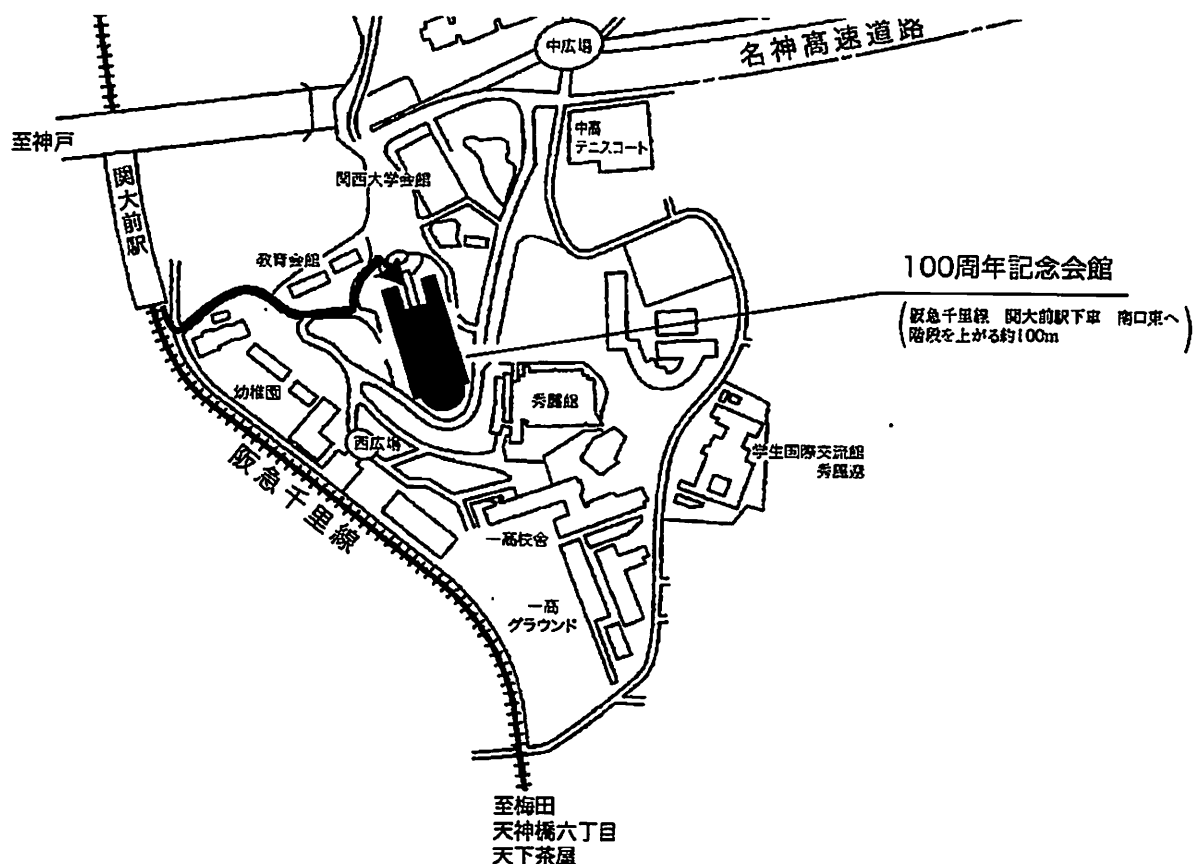 中広場
名神高速道路
至神戸
中高
テニスコート
関大前駅
関西大学会館
教育会館
100周年記念会館
(阪急千里線 関大前駅下車 南口東へ
階段を上がる約100m)
幼稚園
秀麗館
西広場
学生国際交流館
秀麗寮
阪急千里線
一高校舎
一高
グラウンド
至梅田
天神橋六丁目
天下茶屋